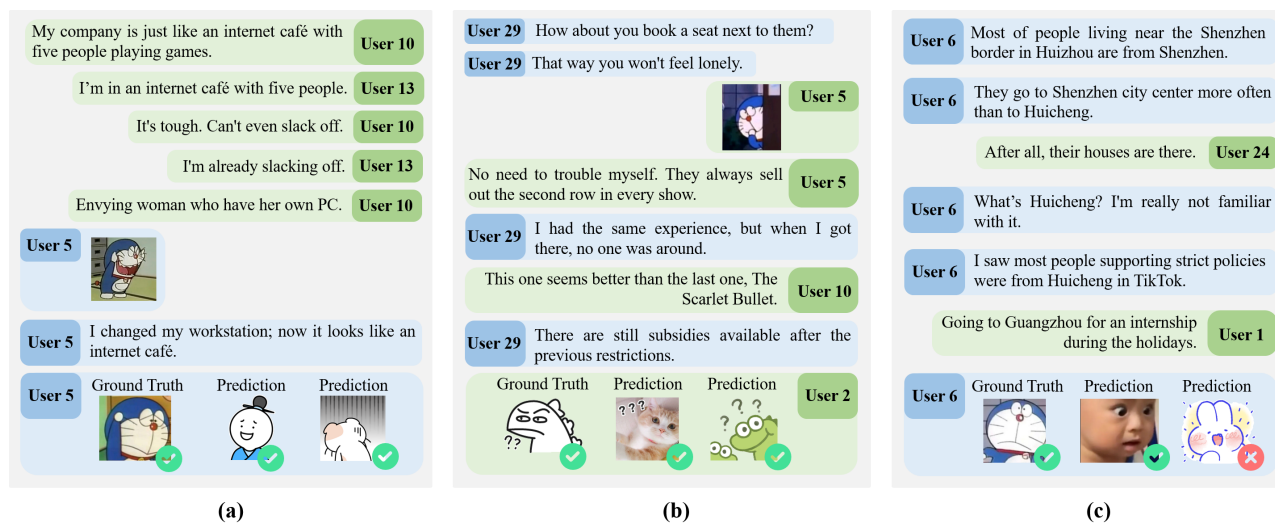 My company is just like an internet café with
five people playing games.
User 10
I'm in an internet café with five people.
User 13
It's tough. Can't even slack off.
User 10
I'm already slacking off.
User 13
Envying woman who have her own PC.
User 10
User 5
User 5
I changed my workstation; now it looks like an
internet café.
User 5
Ground Truth
Prediction
Prediction
(a)
User 29
How about you book a seat next to them?
User 29
That way you won't feel lonely.
User 5
No need to trouble myself. They always sell
out the second row in every show.
User 5
User 29
I had the same experience, but when I got
there, no one was around.
This one seems better than the last one, The
Scarlet Bullet.
User 10
User 29
There are still subsidies available after the
previous restrictions.
Ground Truth
Prediction
Prediction
User 2
??
???
???
(b)
User 6
Most of people living near the Shenzhen
border in Huizhou are from Shenzhen.
User 6
They go to Shenzhen city center more often
than to Huicheng.
After all, their houses are there.
User 24
User 6
What's Huicheng? I'm really not familiar
with it.
User 6
I saw most people supporting strict policies
were from Huicheng in TikTok.
Going to Guangzhou for an internship
during the holidays.
User 1
User 6
Ground Truth
Prediction
Prediction
(c)